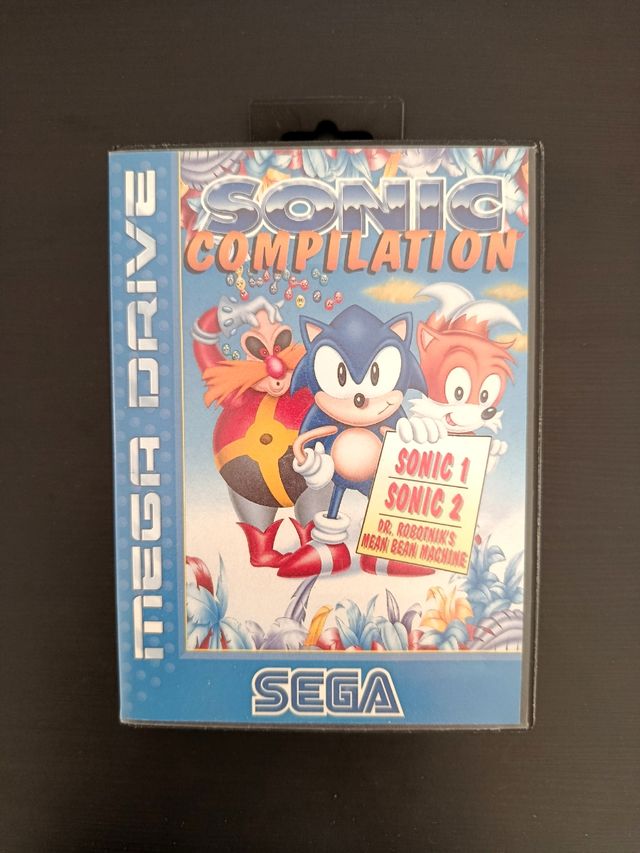 MEGA DRIVE
SONIC
COMPILATION
SONIC 1
SONIC 2
DR. ROBOTNIK'S
MEAN BEAN MACHINE
SEGA